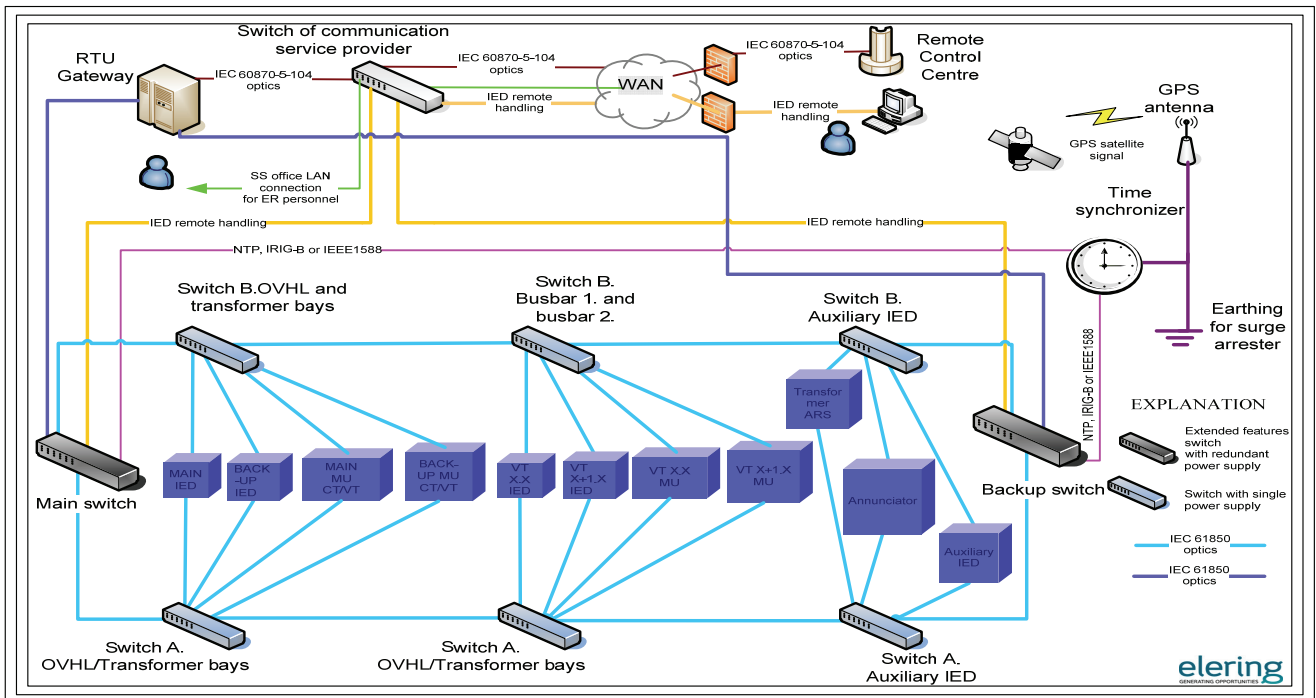 Switch of communication
service provider
RTU
Gateway
IEC 60870-5-104
optics
IEC 60870-5-104
optics
WAN
IED remote
handling
IEC 60870-5-104
optics
Remote
Control
Centre
IED remote
handling
GPS
antenna
GPS satellite
signal
SS office LAN
connection
for ER personnel
Time
synchronizer
IED remote handling
IED remote handling
NTP, IRIG-B or IEEE1588
Switch B.OVHL and
transformer bays
Switch B.
Busbar 1. and
busbar 2.
Switch B.
Auxiliary IED
Earthing
for surge
arrester
NTP, IRIG-B or IEEE1588
Transfor
mer
ARS
MAIN
IED
BACK
-UP
IED
MAIN
MU
CT/VT
BACK-
UP MU
CT/VT
VT
X.X
IED
VT
X+1.X
IED
VT X.X
MU
VT X+1.X
MU
Annunciator
Auxiliary
IED
Main switch
Backup switch
EXPLANATION
Extended features
switch
with redundant
power supply
Switch with single
power supply
IEC 61850
optics
IEC 61850
optics
Switch A.
OVHL/Transformer bays
Switch A.
OVHL/Transformer bays
Switch A.
Auxiliary IED
elering
GENERATING OPPORTUNITIES